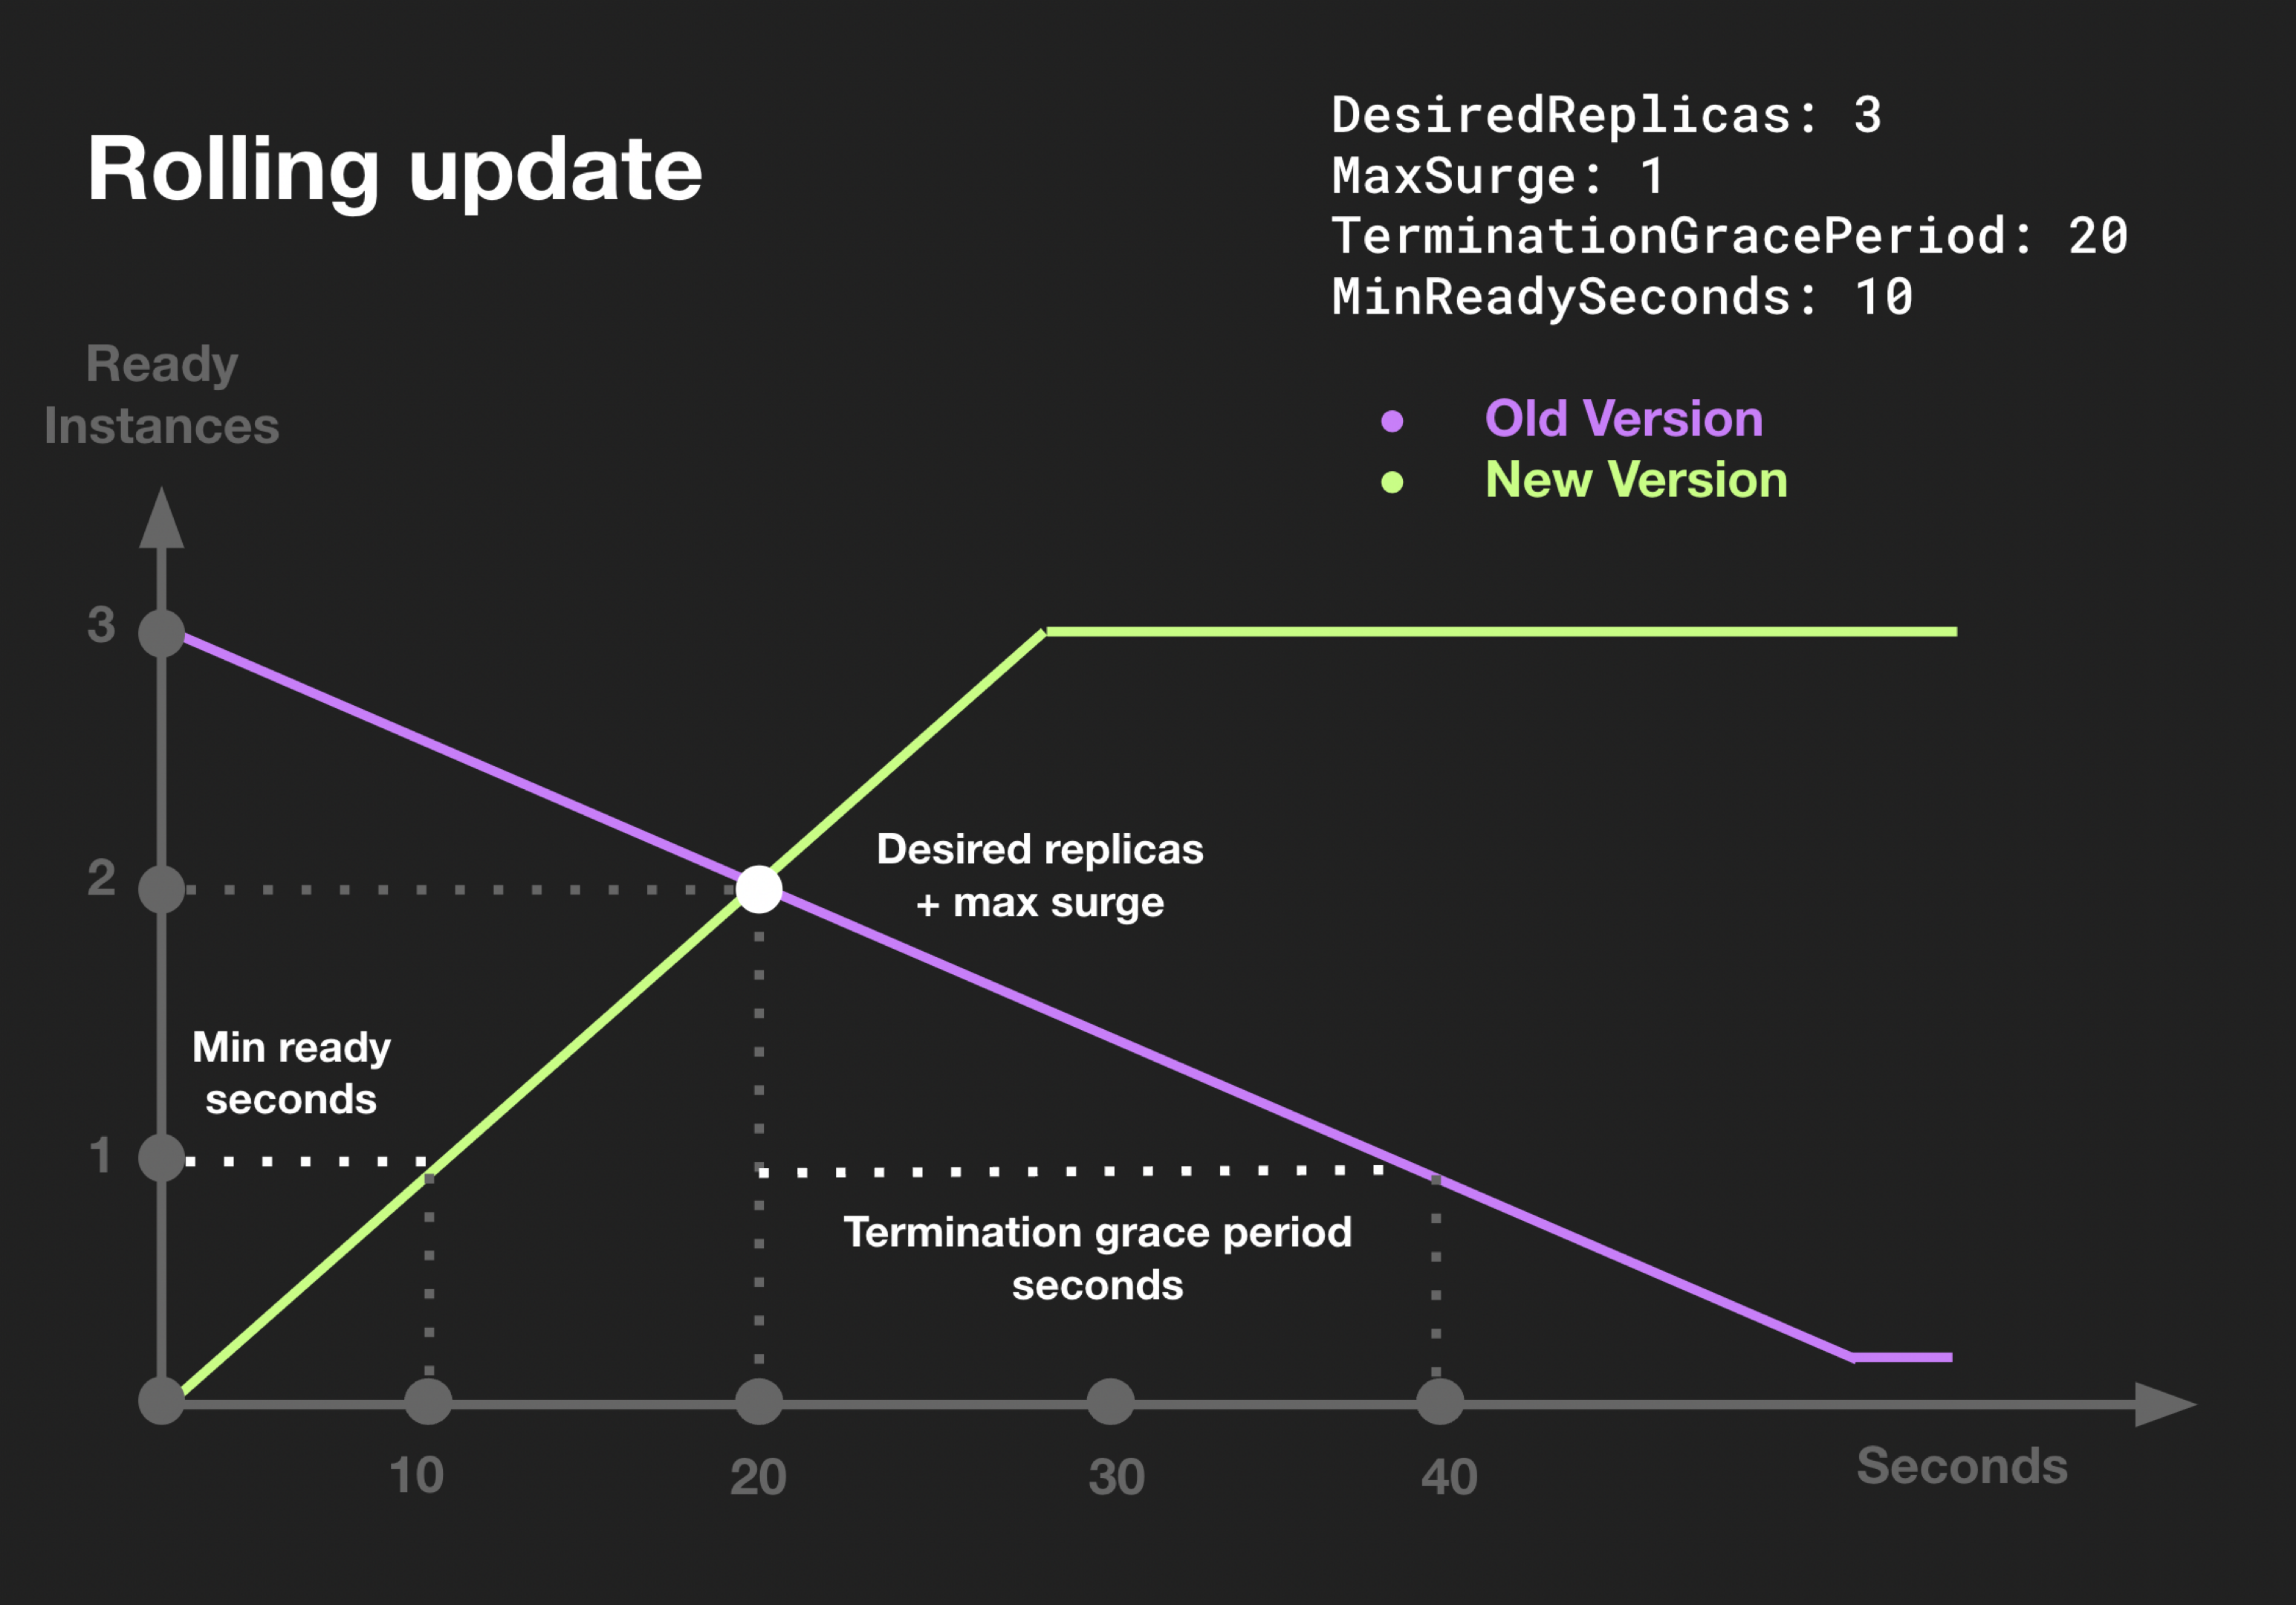 Rolling update
DesiredReplicas: 3
MaxSurge: 1
TerminationGracePeriod: 20
MinReadySeconds: 10
Ready
Instances
Old Version
New Version
3
2
Desired replicas
+ max surge
Min ready
seconds
1
Termination grace period
seconds
10
20
30
40
Seconds